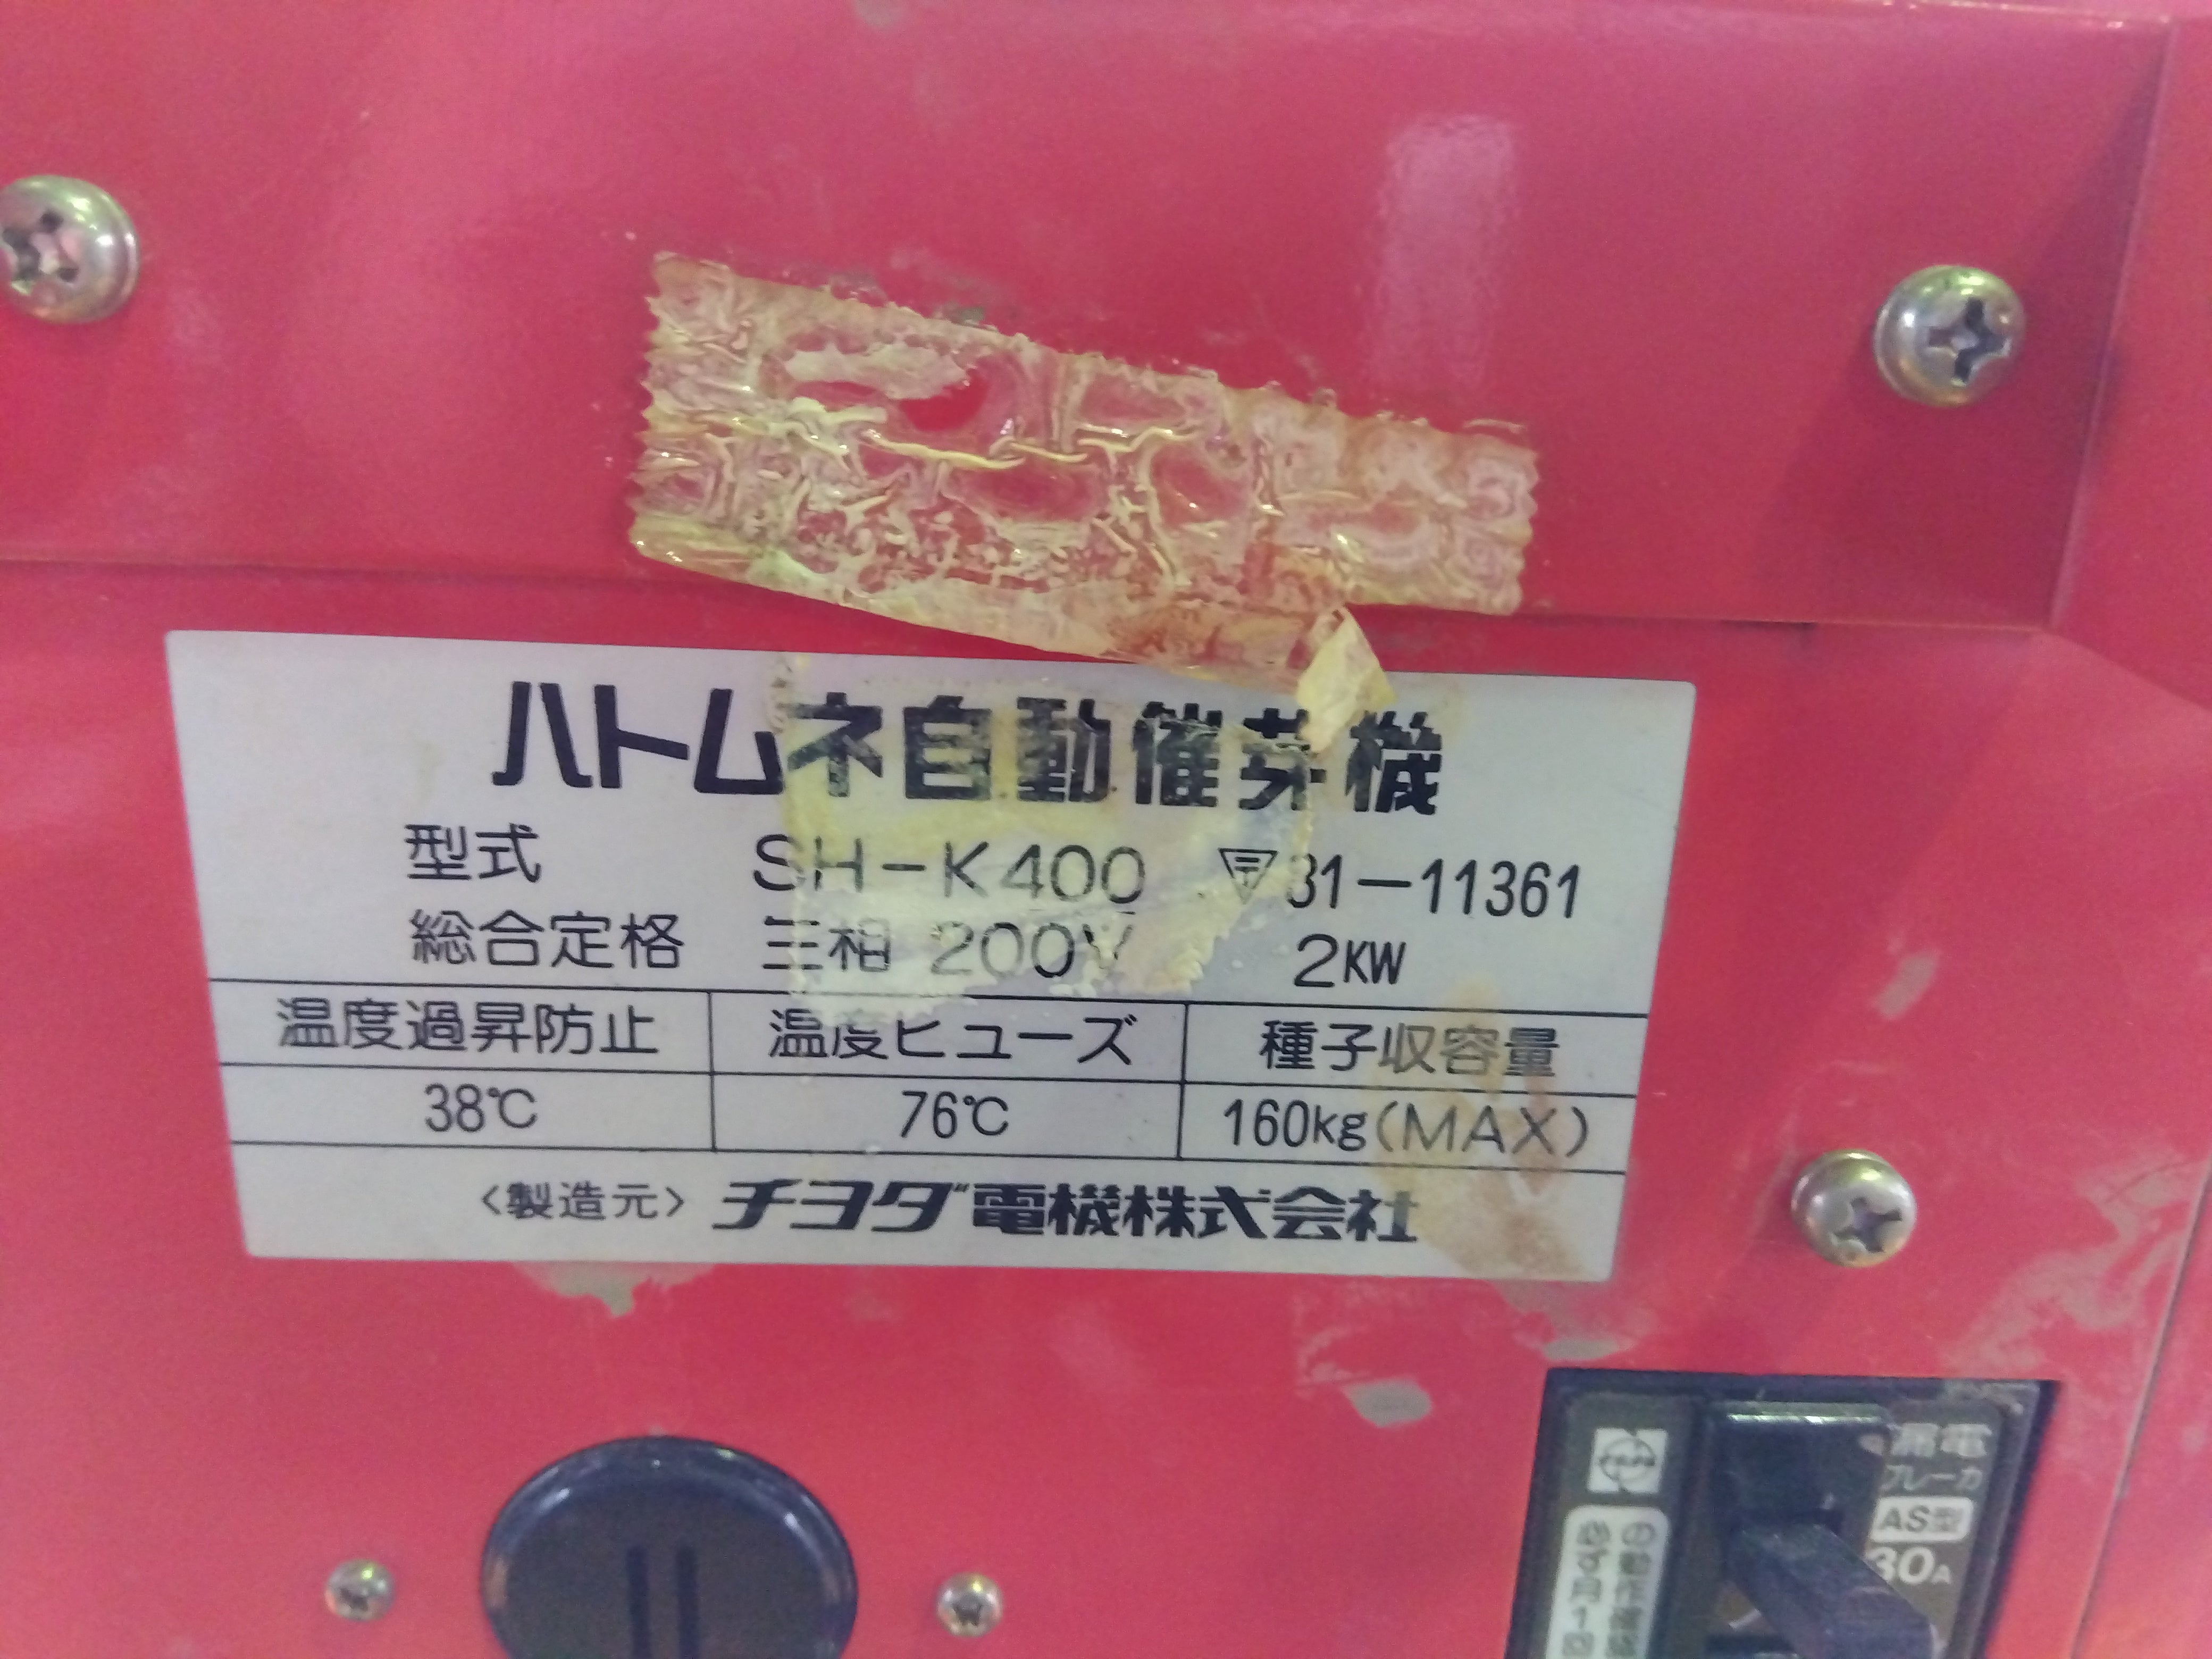 ハトムネ自動催芽機
型式 SH-K400 〒31-11361
総合定格 三相 200V 2KW
温度過昇防止 温度ヒューズ 種子収容量
38℃ 76℃ 160kg(MAX)
<製造元> チヨダ電機株式会社
漏電
ブレーカ
AS型
30A